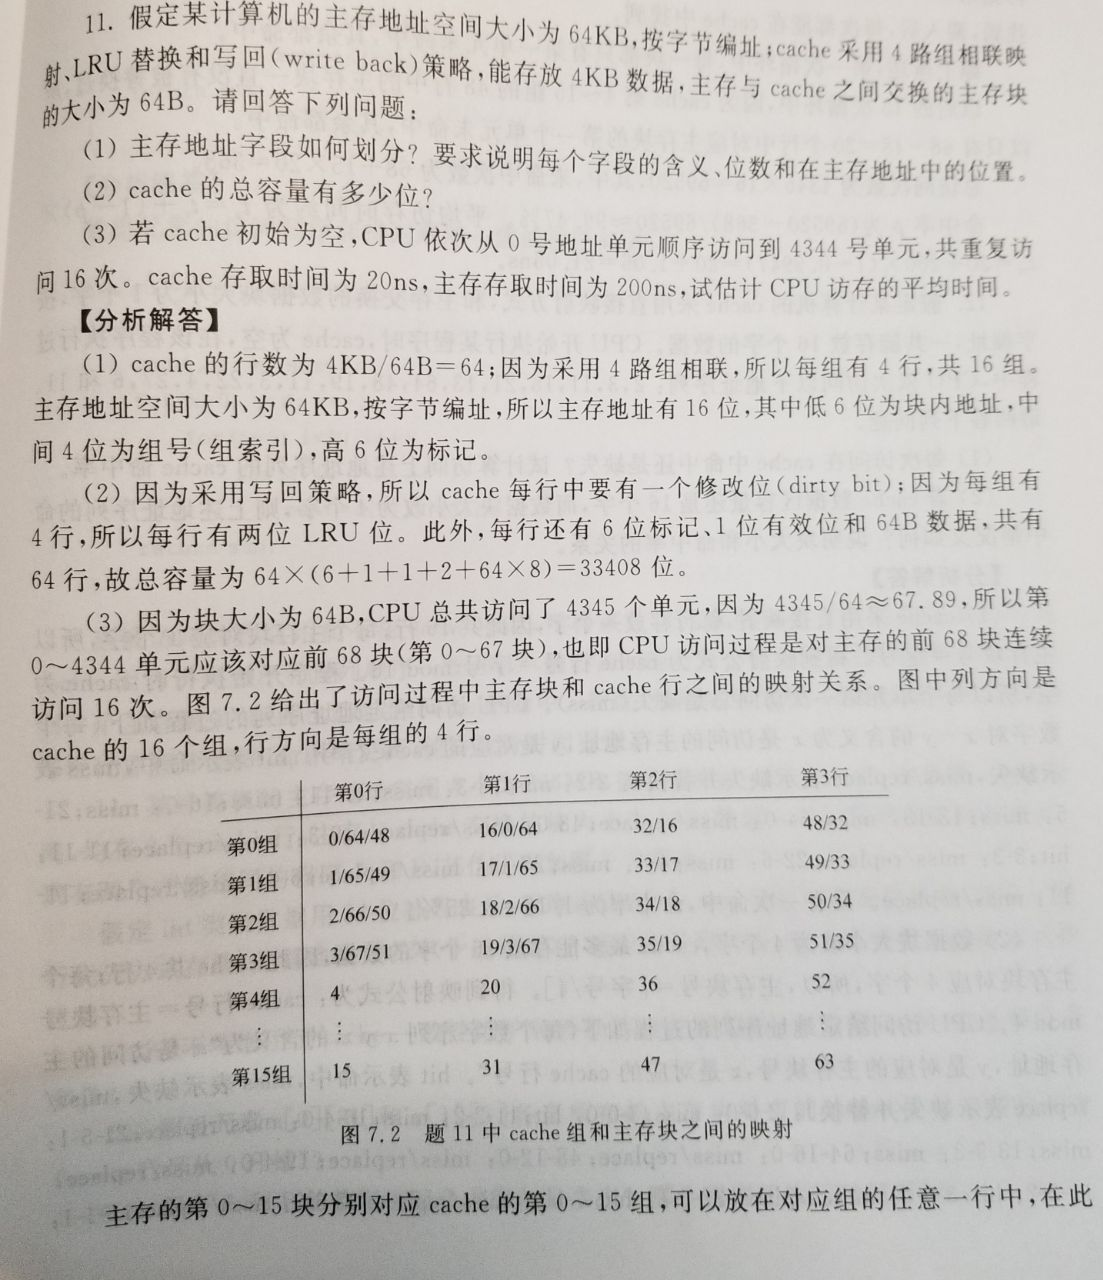 11. 假定某计算机的主存地址空间大小为 64KB,按字节编址;cache 采用 4 路组相联映
射、LRU 替换和写回(write back)策略,能存放 4KB 数据,主存与 cache 之间交换的主存块
的大小为 64B。请回答下列问题:
(1) 主存地址字段如何划分? 要求说明每个字段的含义、位数和在主存地址中的位置。
(2) cache 的总容量有多少位?
(3) 若 cache 初始为空,CPU 依次从 0 号地址单元顺序访问到 4344 号单元,共重复访
问 16 次。cache 存取时间为 20ns,主存存取时间为 200ns,试估计 CPU 访存的平均时间。
【分析解答】
(1) cache 的行数为 4KB/64B=64;因为采用 4 路组相联,所以每组有 4 行,共 16 组。
主存地址空间大小为 64KB,按字节编址,所以主存地址有 16 位,其中低 6 位为块内地址,中
间 4 位为组号(组索引),高 6 位为标记。
(2) 因为采用写回策略,所以 cache 每行中要有一个修改位(dirty bit);因为每组有
4 行,所以每行有两位 LRU 位。此外,每行还有 6 位标记、1 位有效位和 64B 数据,共有
64 行,故总容量为 64×(6+1+1+2+64×8)=33408 位。
(3) 因为块大小为 64B,CPU 总共访问了 4345 个单元,因为 4345/64≈67.89,所以第
0～4344 单元应该对应前 68 块(第 0～67 块),也即 CPU 访问过程是对主存的前 68 块连续
访问 16 次。图 7.2 给出了访问过程中主存块和 cache 行之间的映射关系。图中列方向是
cache 的 16 个组,行方向是每组的 4 行。
第0行 第1行 第2行 第3行
第0组 0/64/48 16/0/64 32/16 48/32
第1组 1/65/49 17/1/65 33/17 49/33
第2组 2/66/50 18/2/66 34/18 50/34
第3组 3/67/51 19/3/67 35/19 51/35
第4组 4 20 36 52
⋮ ⋮ ⋮ ⋮ ⋮
第15组 15 31 47 63
图 7.2 题 11 中 cache 组和主存块之间的映射
主存的第 0～15 块分别对应 cache 的第 0～15 组,可以放在对应组的任意一行中,在此